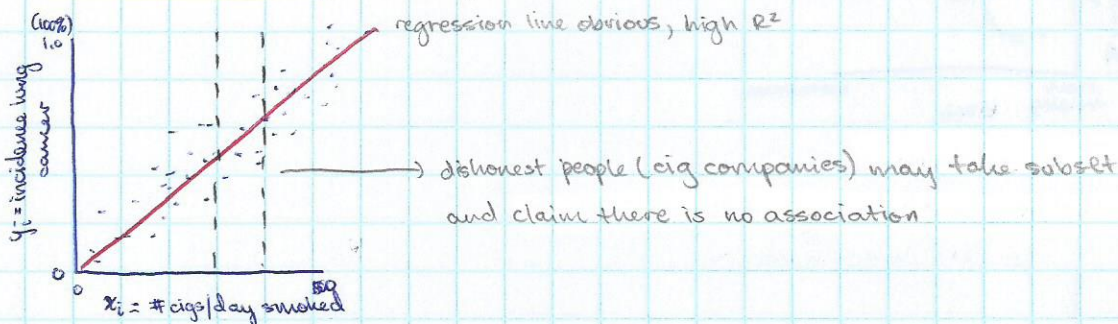 (100%)
1.0
regression line obvious, high R²
y_i = incidence lung
cancer
→ dishonest people (cig companies) may take subset
and claim there is no association
0
0
x_i = # cigs/day smoked